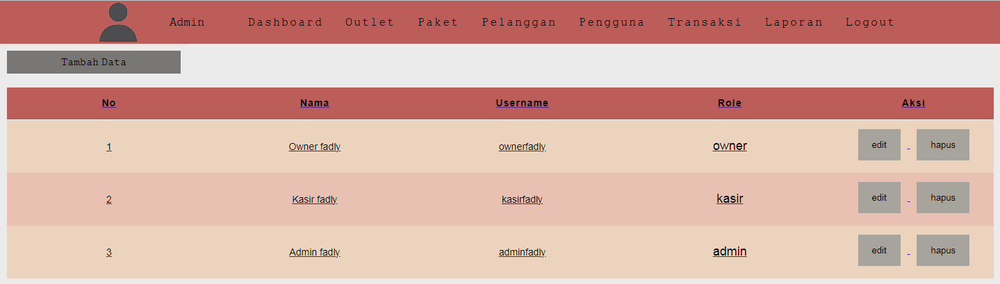 Admin Dashboard Outlet Paket Pelanggan Pengguna Transaksi Laporan Logout
Tambah Data
No Nama Username Role Aksi
1 Owner fadly ownerfadly owner edit - hapus
2 Kasir fadly kasirfadly kasir edit - hapus
3 Admin fadly adminfadly admin edit - hapus